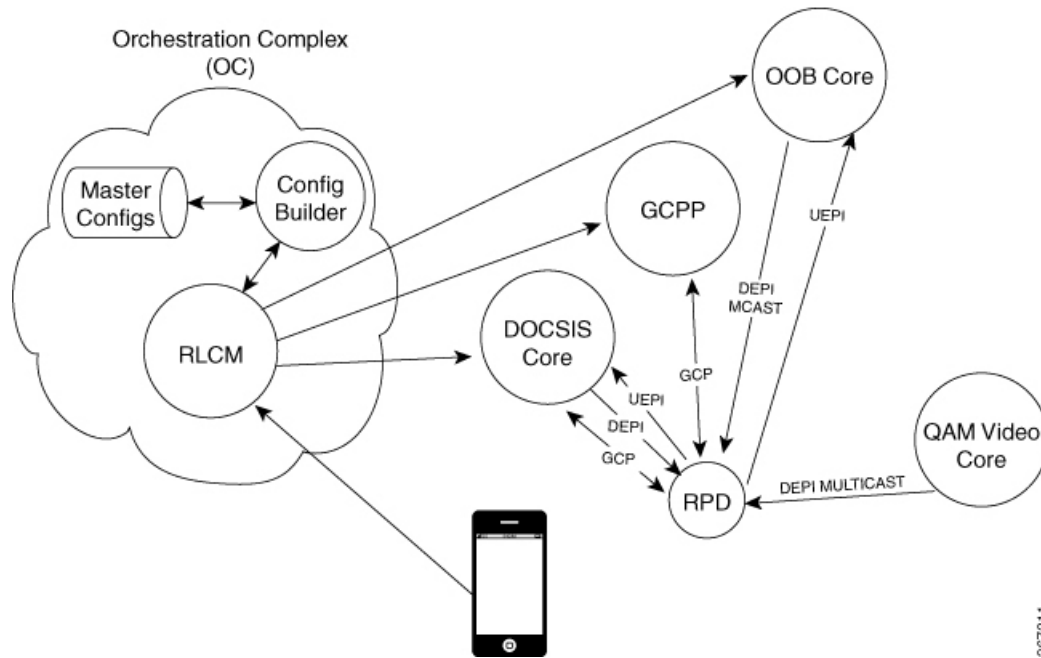 Orchestration Complex
(OC)
Master
Configs
Config
Builder
RLCM
OOB Core
GCPP
DOCSIS
Core
UEPI
DEPI
MCAST
GCP
UEPI
DEPI
GCP
RPD
DEPI MULTICAST
QAM Video
Core